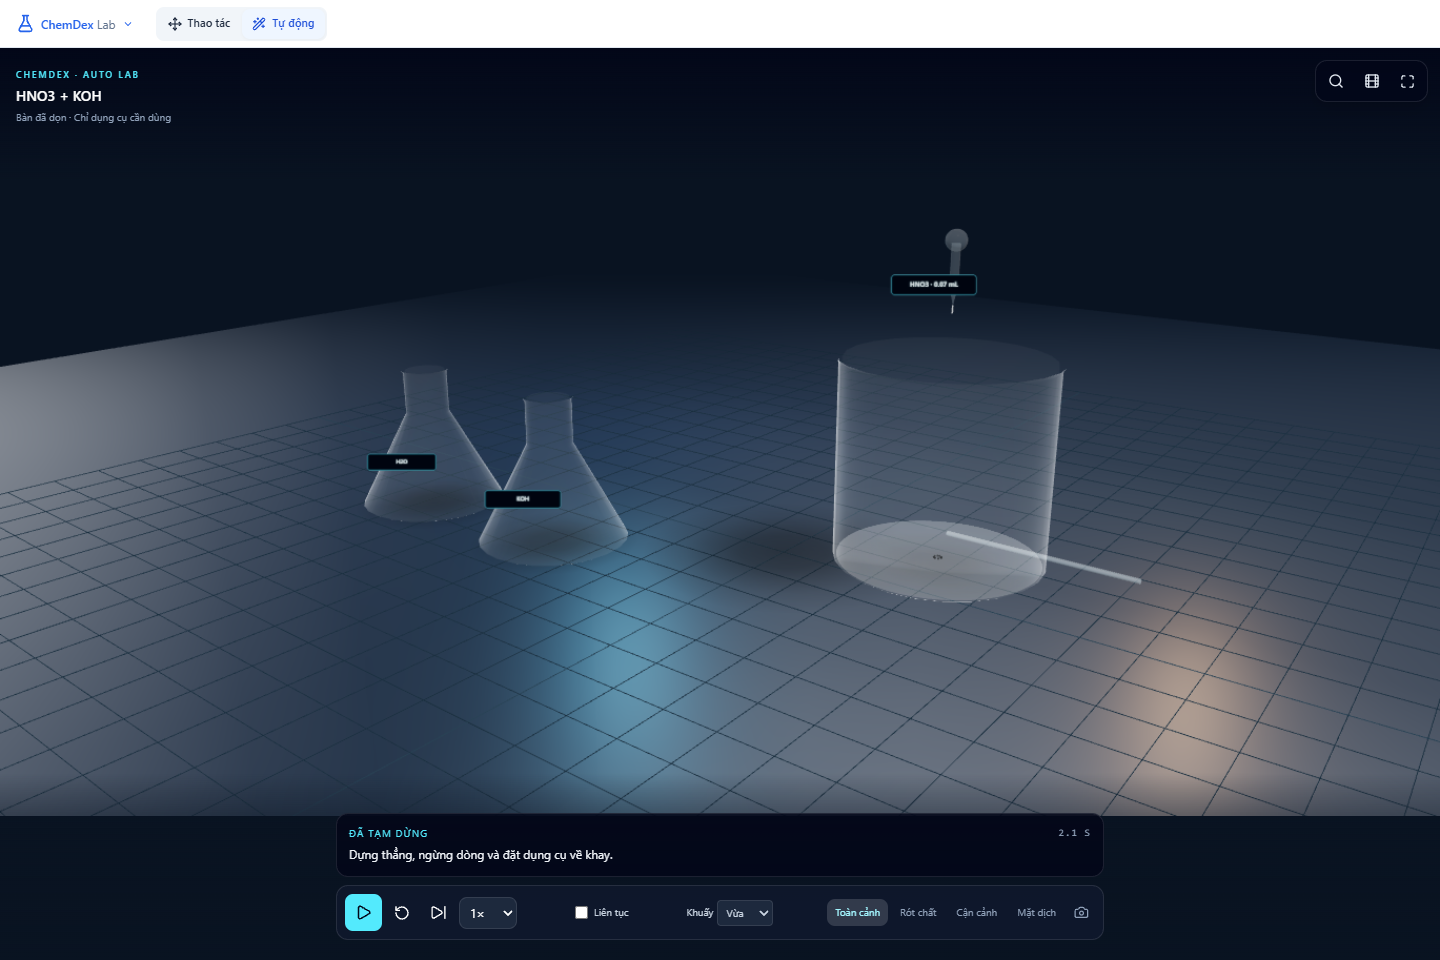 ChemDex Lab
Thao tác
Tự động
CHEMDEX · AUTO LAB
HNO3 + KOH
Bàn đã dọn · Chỉ dụng cụ cần dùng
HNO3 · 0.07 mL
H2O
KOH
ĐÃ TẠM DỪNG
2.1 S
Dựng thẳng, ngừng dòng và đặt dụng cụ về khay.
1×
Liên tục
Khuấy
Vừa
Toàn cảnh
Rót chất
Cận cảnh
Mặt dịch